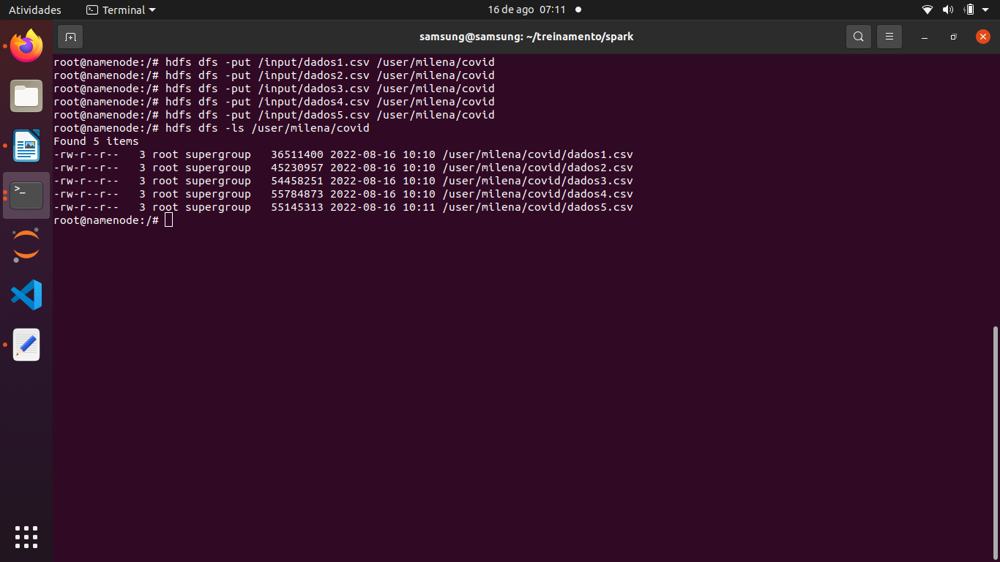 Atividades Terminal 16 de ago 07:11
samsung@samsung: ~/treinamento/spark
root@namenode:/# hdfs dfs -put /input/dados1.csv /user/milena/covid
root@namenode:/# hdfs dfs -put /input/dados2.csv /user/milena/covid
root@namenode:/# hdfs dfs -put /input/dados3.csv /user/milena/covid
root@namenode:/# hdfs dfs -put /input/dados4.csv /user/milena/covid
root@namenode:/# hdfs dfs -put /input/dados5.csv /user/milena/covid
root@namenode:/# hdfs dfs -ls /user/milena/covid
Found 5 items
-rw-r--r--   3 root supergroup   36511400 2022-08-16 10:10 /user/milena/covid/dados1.csv
-rw-r--r--   3 root supergroup   45230957 2022-08-16 10:10 /user/milena/covid/dados2.csv
-rw-r--r--   3 root supergroup   54458251 2022-08-16 10:10 /user/milena/covid/dados3.csv
-rw-r--r--   3 root supergroup   55784873 2022-08-16 10:10 /user/milena/covid/dados4.csv
-rw-r--r--   3 root supergroup   55145313 2022-08-16 10:11 /user/milena/covid/dados5.csv
root@namenode:/#